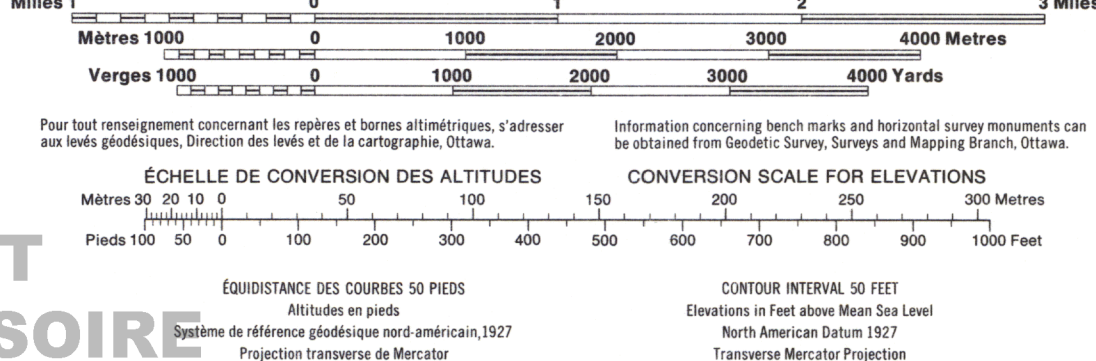 Milles 1 0 1 2 3 Miles
Mètres 1000 0 1000 2000 3000 4000 Metres
Verges 1000 0 1000 2000 3000 4000 Yards
Pour tout renseignement concernant les repères et bornes altimétriques, s'adresser
aux levés géodésiques, Direction des levés et de la cartographie, Ottawa.
Information concerning bench marks and horizontal survey monuments can
be obtained from Geodetic Survey, Surveys and Mapping Branch, Ottawa.
ÉCHELLE DE CONVERSION DES ALTITUDES
CONVERSION SCALE FOR ELEVATIONS
Mètres 30 20 10 0 50 100 150 200 250 300 Metres
Pieds 100 50 0 100 200 300 400 500 600 700 800 900 1000 Feet
ÉQUIDISTANCE DES COURBES 50 PIEDS
Altitudes en pieds
Système de référence géodésique nord-américain,1927
Projection transverse de Mercator
CONTOUR INTERVAL 50 FEET
Elevations in Feet above Mean Sea Level
North American Datum 1927
Transverse Mercator Projection
T
SOIRE